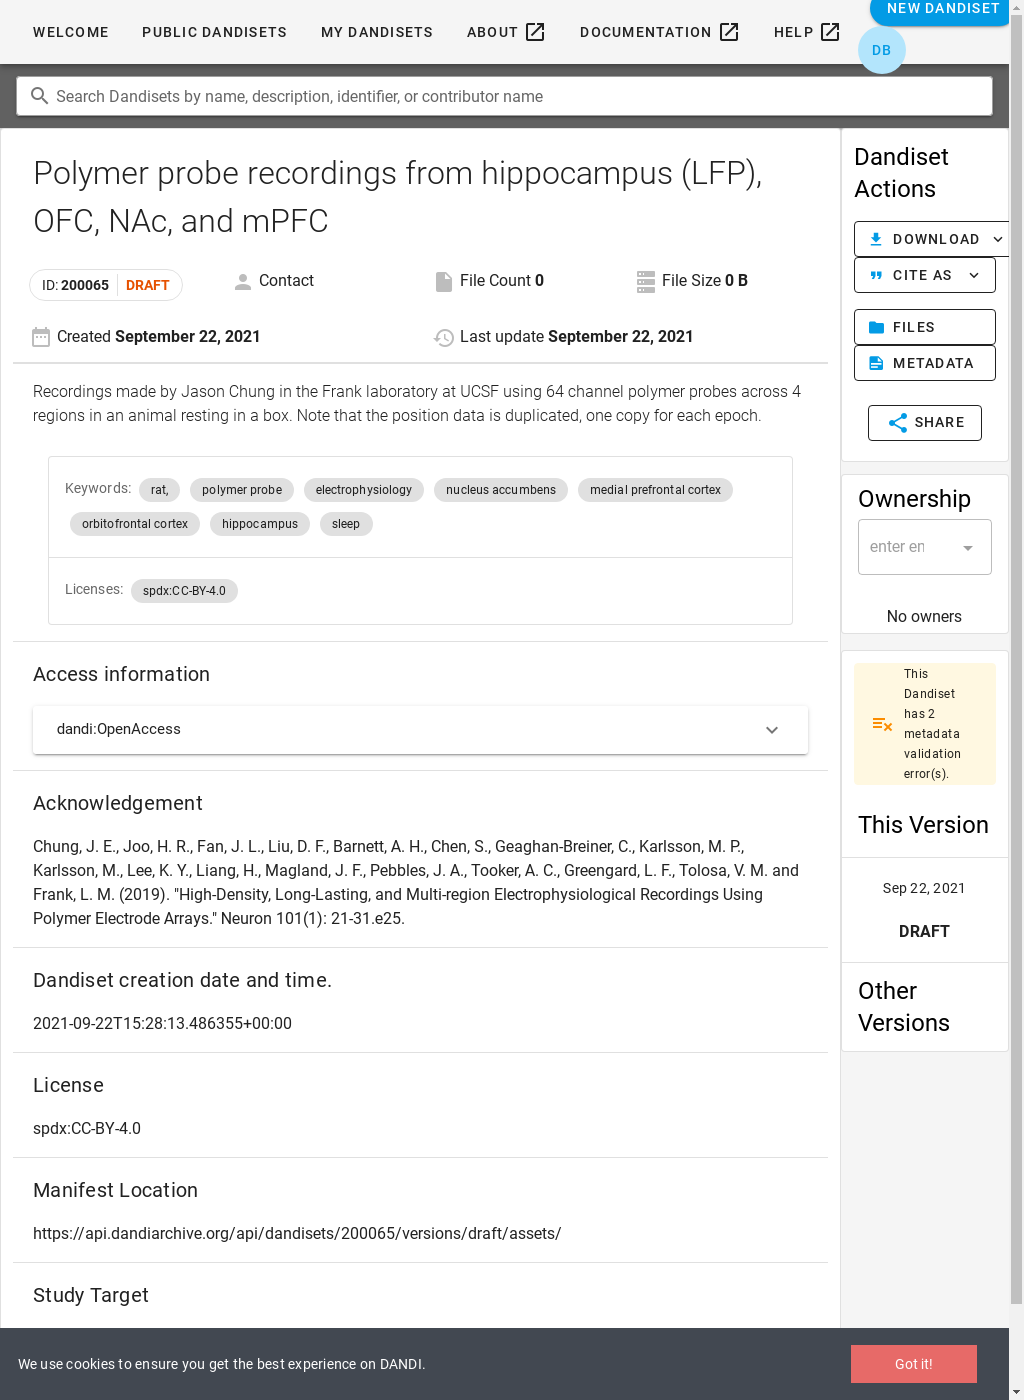 WELCOME PUBLIC DANDISETS MY DANDISETS ABOUT DOCUMENTATION HELP NEW DANDISET
DB
Search Dandisets by name, description, identifier, or contributor name
Polymer probe recordings from hippocampus (LFP),
OFC, NAc, and mPFC
ID: 200065 DRAFT Contact File Count 0 File Size 0 B
Created September 22, 2021 Last update September 22, 2021
Recordings made by Jason Chung in the Frank laboratory at UCSF using 64 channel polymer probes across 4
regions in an animal resting in a box. Note that the position data is duplicated, one copy for each epoch.
Keywords: rat, polymer probe electrophysiology nucleus accumbens medial prefrontal cortex
orbitofrontal cortex hippocampus sleep
Licenses: spdx:CC-BY-4.0
Access information
dandi:OpenAccess
Acknowledgement
Chung, J. E., Joo, H. R., Fan, J. L., Liu, D. F., Barnett, A. H., Chen, S., Geaghan-Breiner, C., Karlsson, M. P.,
Karlsson, M., Lee, K. Y., Liang, H., Magland, J. F., Pebbles, J. A., Tooker, A. C., Greengard, L. F., Tolosa, V. M. and
Frank, L. M. (2019). "High-Density, Long-Lasting, and Multi-region Electrophysiological Recordings Using
Polymer Electrode Arrays." Neuron 101(1): 21-31.e25.
Dandiset creation date and time.
2021-09-22T15:28:13.486355+00:00
License
spdx:CC-BY-4.0
Manifest Location
https://api.dandiarchive.org/api/dandisets/200065/versions/draft/assets/
Study Target
Dandiset
Actions
DOWNLOAD
CITE AS
FILES
METADATA
SHARE
Ownership
enter en
No owners
This
Dandiset
has 2
metadata
validation
error(s).
This Version
Sep 22, 2021
DRAFT
Other
Versions
We use cookies to ensure you get the best experience on DANDI. Got it!